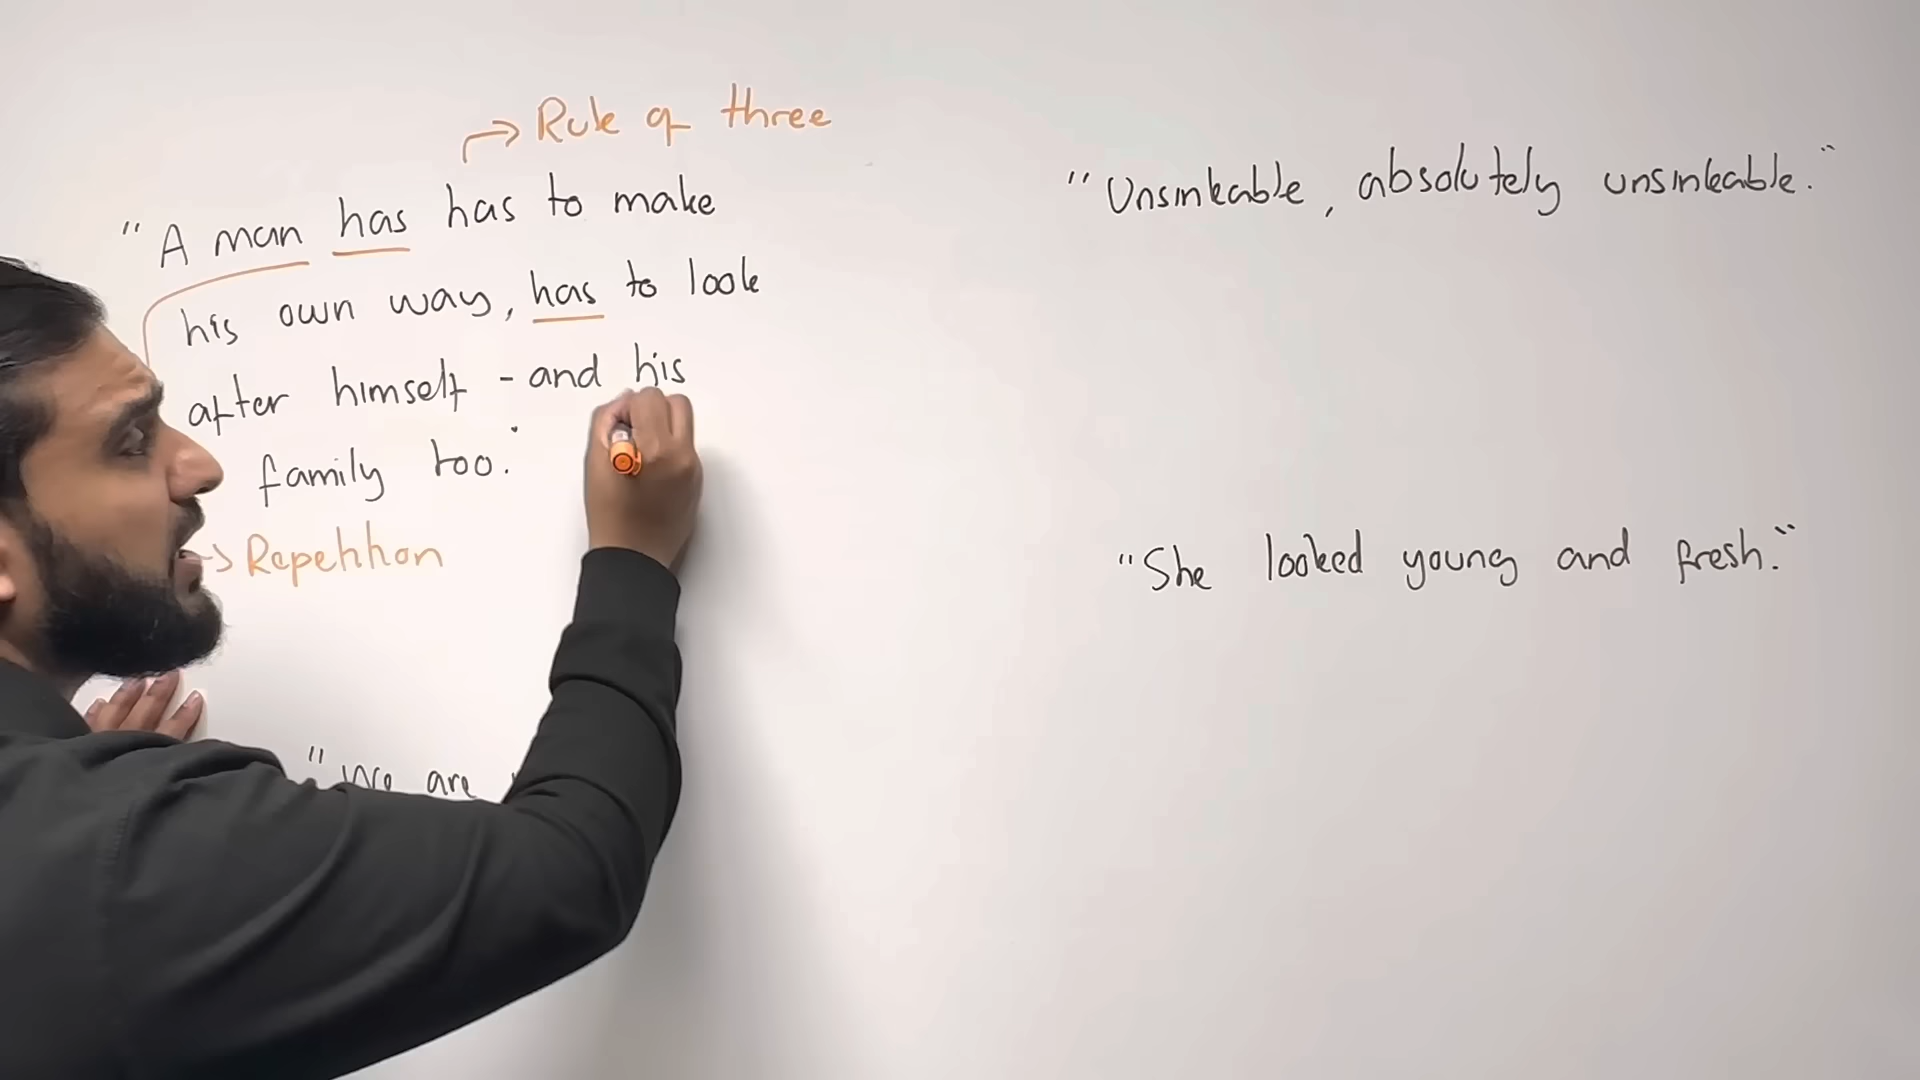 Rule of three
"A man has has to make
his own way, has to look
after himself - and his
family too."
Repetition
"We are
"Unsinkable, absolutely unsinkable."
"She looked young and fresh."